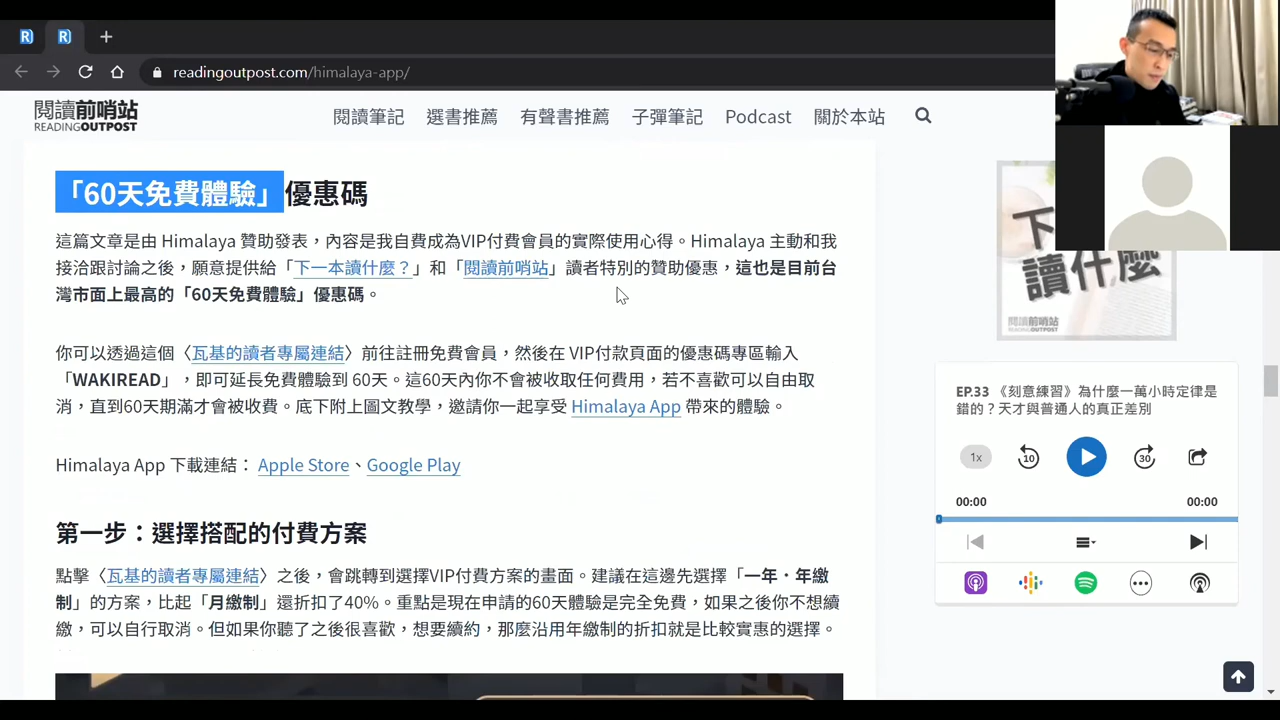 readingoutpost.com/himalaya-app/
閱讀前哨站
READINGOUTPOST
閱讀筆記 選書推薦 有聲書推薦 子彈筆記 Podcast 關於本站
「60天免費體驗」優惠碼
這篇文章是由 Himalaya 贊助發表，內容是我自費成為VIP付費會員的實際使用心得。Himalaya 主動和我
接洽跟討論之後，願意提供給「下一本讀什麼？」和「閱讀前哨站」讀者特別的贊助優惠，這也是目前台
灣市面上最高的「60天免費體驗」優惠碼。
你可以透過這個〈瓦基的讀者專屬連結〉前往註冊免費會員，然後在 VIP付款頁面的優惠碼專區輸入
「WAKIREAD」，即可延長免費體驗到 60天。這60天內你不會被收取任何費用，若不喜歡可以自由取
消，直到60天期滿才會被收費。底下附上圖文教學，邀請你一起享受 Himalaya App 帶來的體驗。
Himalaya App 下載連結： Apple Store、Google Play
第一步：選擇搭配的付費方案
點擊〈瓦基的讀者專屬連結〉之後，會跳轉到選擇VIP付費方案的畫面。建議在這邊先選擇「一年．年繳
制」的方案，比起「月繳制」還折扣了40%。重點是現在申請的60天體驗是完全免費，如果之後你不想續
繳，可以自行取消。但如果你聽了之後很喜歡，想要續約，那麼沿用年繳制的折扣就是比較實惠的選擇。
下
讀什麼
閱讀前哨站
READINGOUTPOST
EP.33 《刻意練習》為什麼一萬小時定律是
錯的？天才與普通人的真正差別
1x 10 30
00:00 00:00